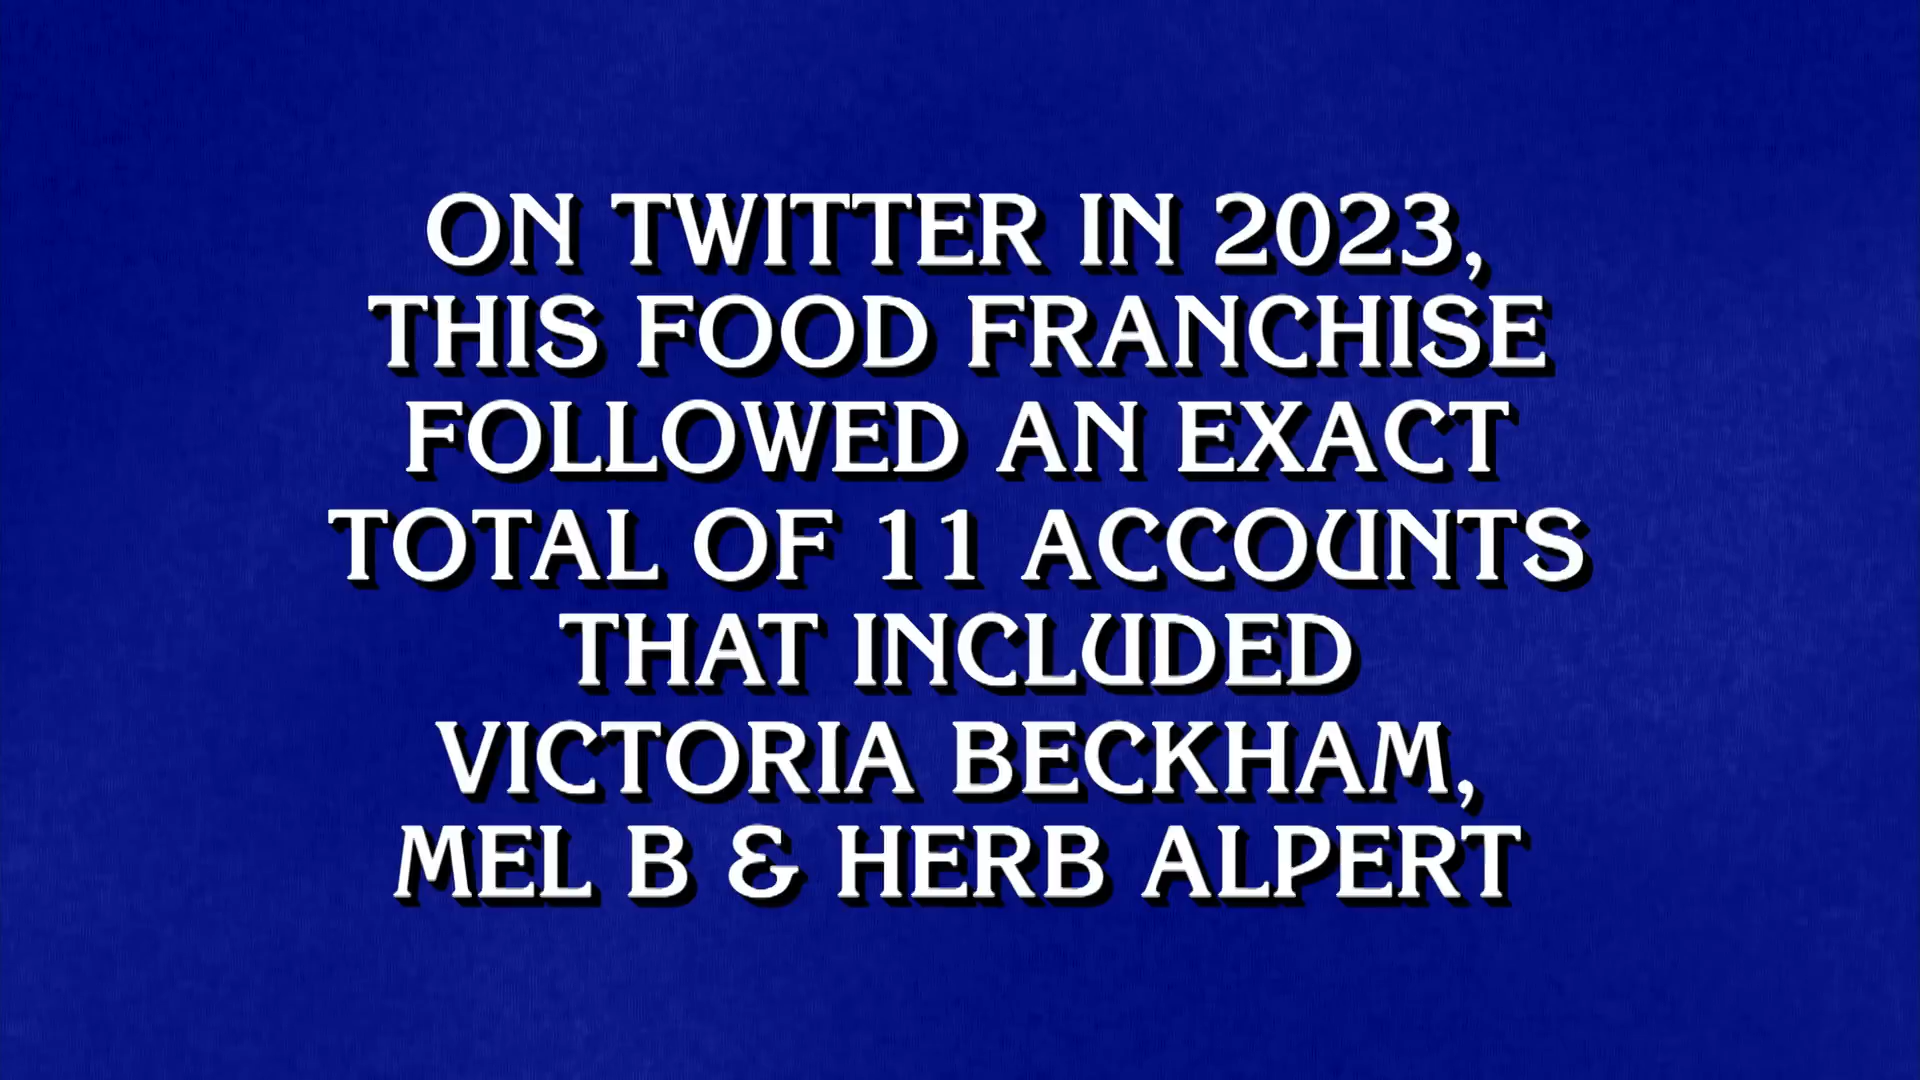 ON TWITTER IN 2023,
THIS FOOD FRANCHISE
FOLLOWED AN EXACT
TOTAL OF 11 ACCOUNTS
THAT INCLUDED
VICTORIA BECKHAM,
MEL B & HERB ALPERT